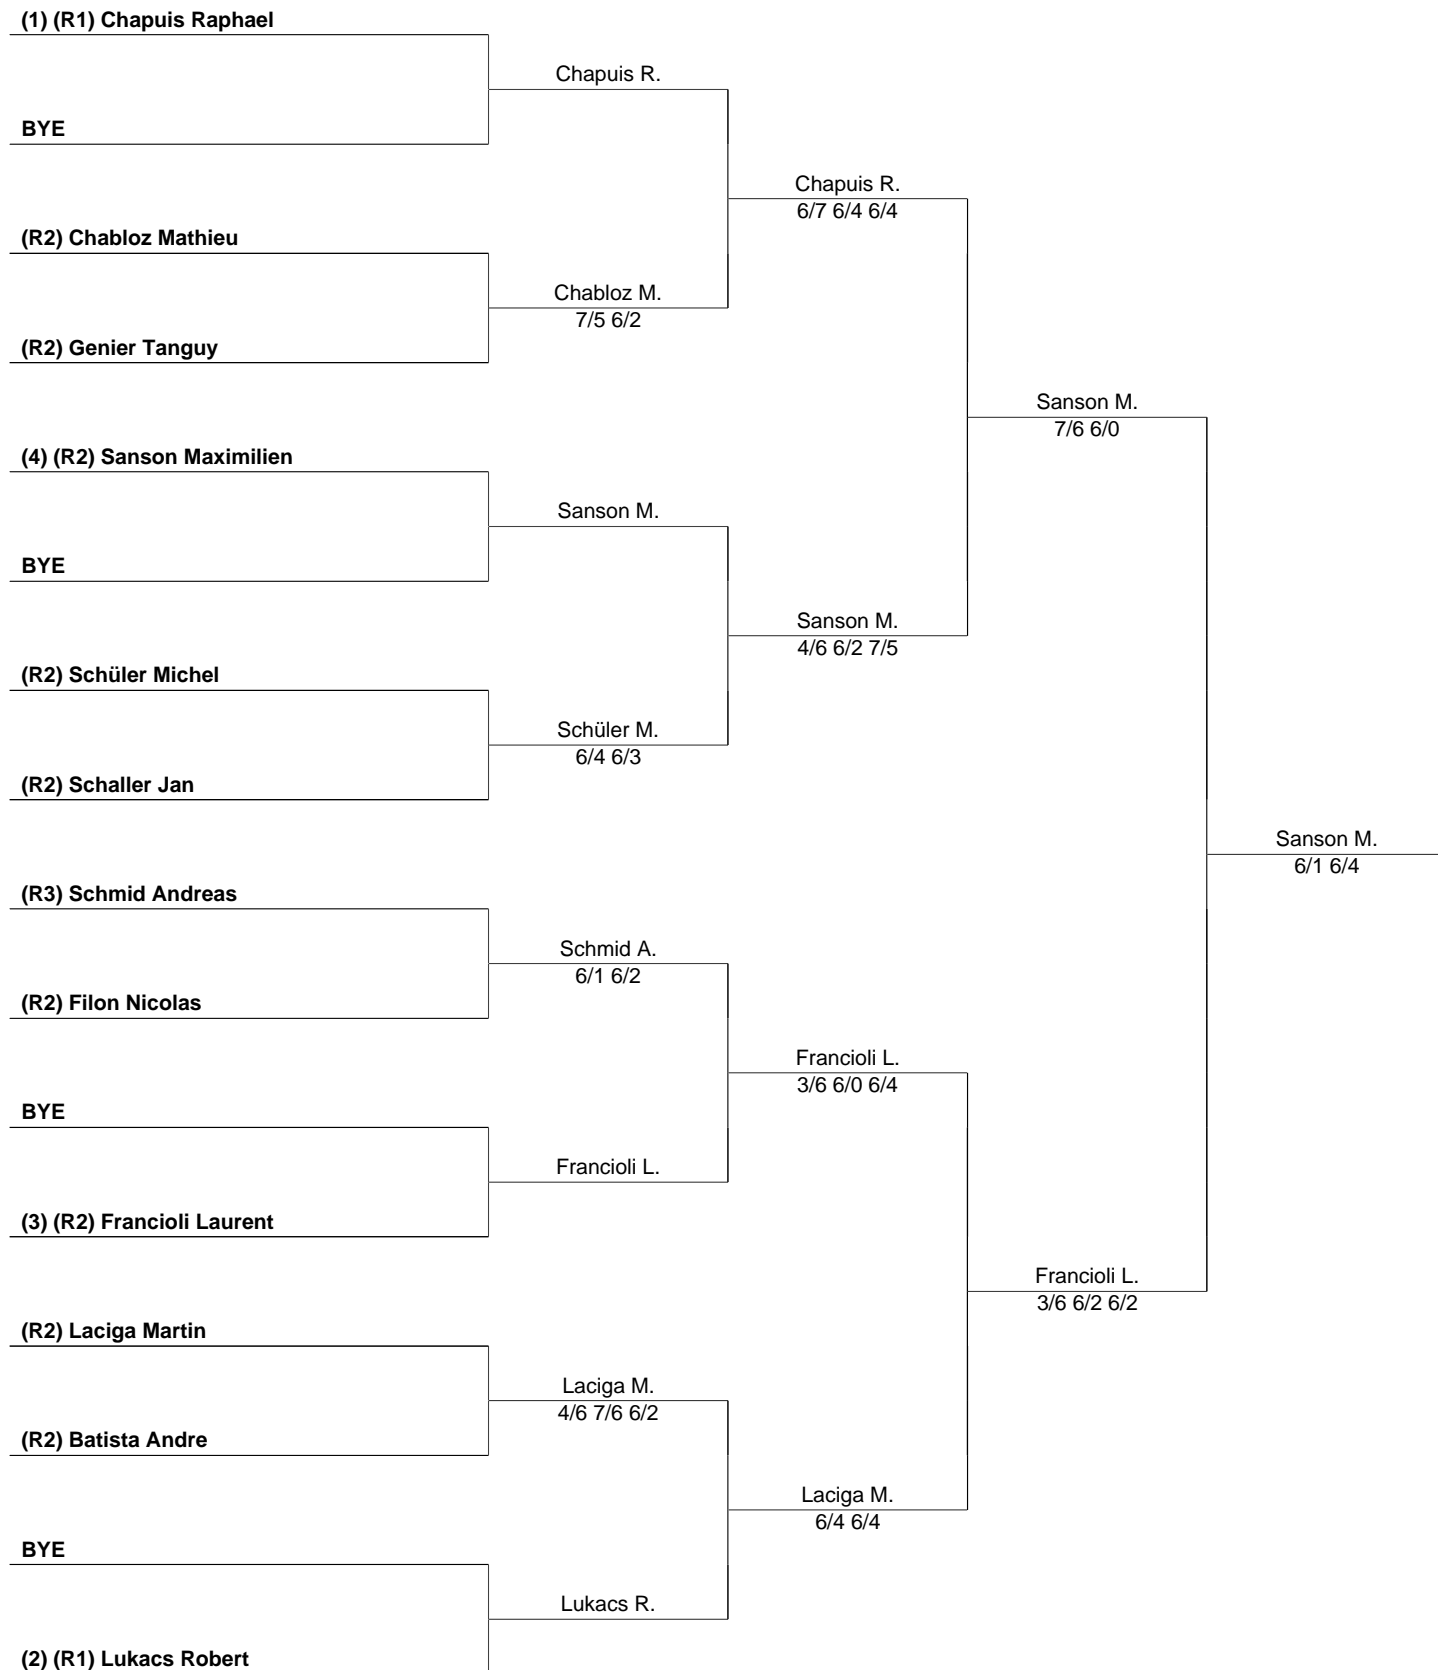 (1) (R1) Chapuis Raphael
Chapuis R.
BYE
Chapuis R.
6/7 6/4 6/4
(R2) Chabloz Mathieu
Chabloz M.
7/5 6/2
(R2) Genier Tanguy
Sanson M.
7/6 6/0
(4) (R2) Sanson Maximilien
Sanson M.
BYE
Sanson M.
4/6 6/2 7/5
(R2) Schüler Michel
Schüler M.
6/4 6/3
(R2) Schaller Jan
Sanson M.
6/1 6/4
(R3) Schmid Andreas
Schmid A.
6/1 6/2
(R2) Filon Nicolas
Francioli L.
3/6 6/0 6/4
BYE
Francioli L.
(3) (R2) Francioli Laurent
Francioli L.
3/6 6/2 6/2
(R2) Laciga Martin
Laciga M.
4/6 7/6 6/2
(R2) Batista Andre
Laciga M.
6/4 6/4
BYE
Lukacs R.
(2) (R1) Lukacs Robert